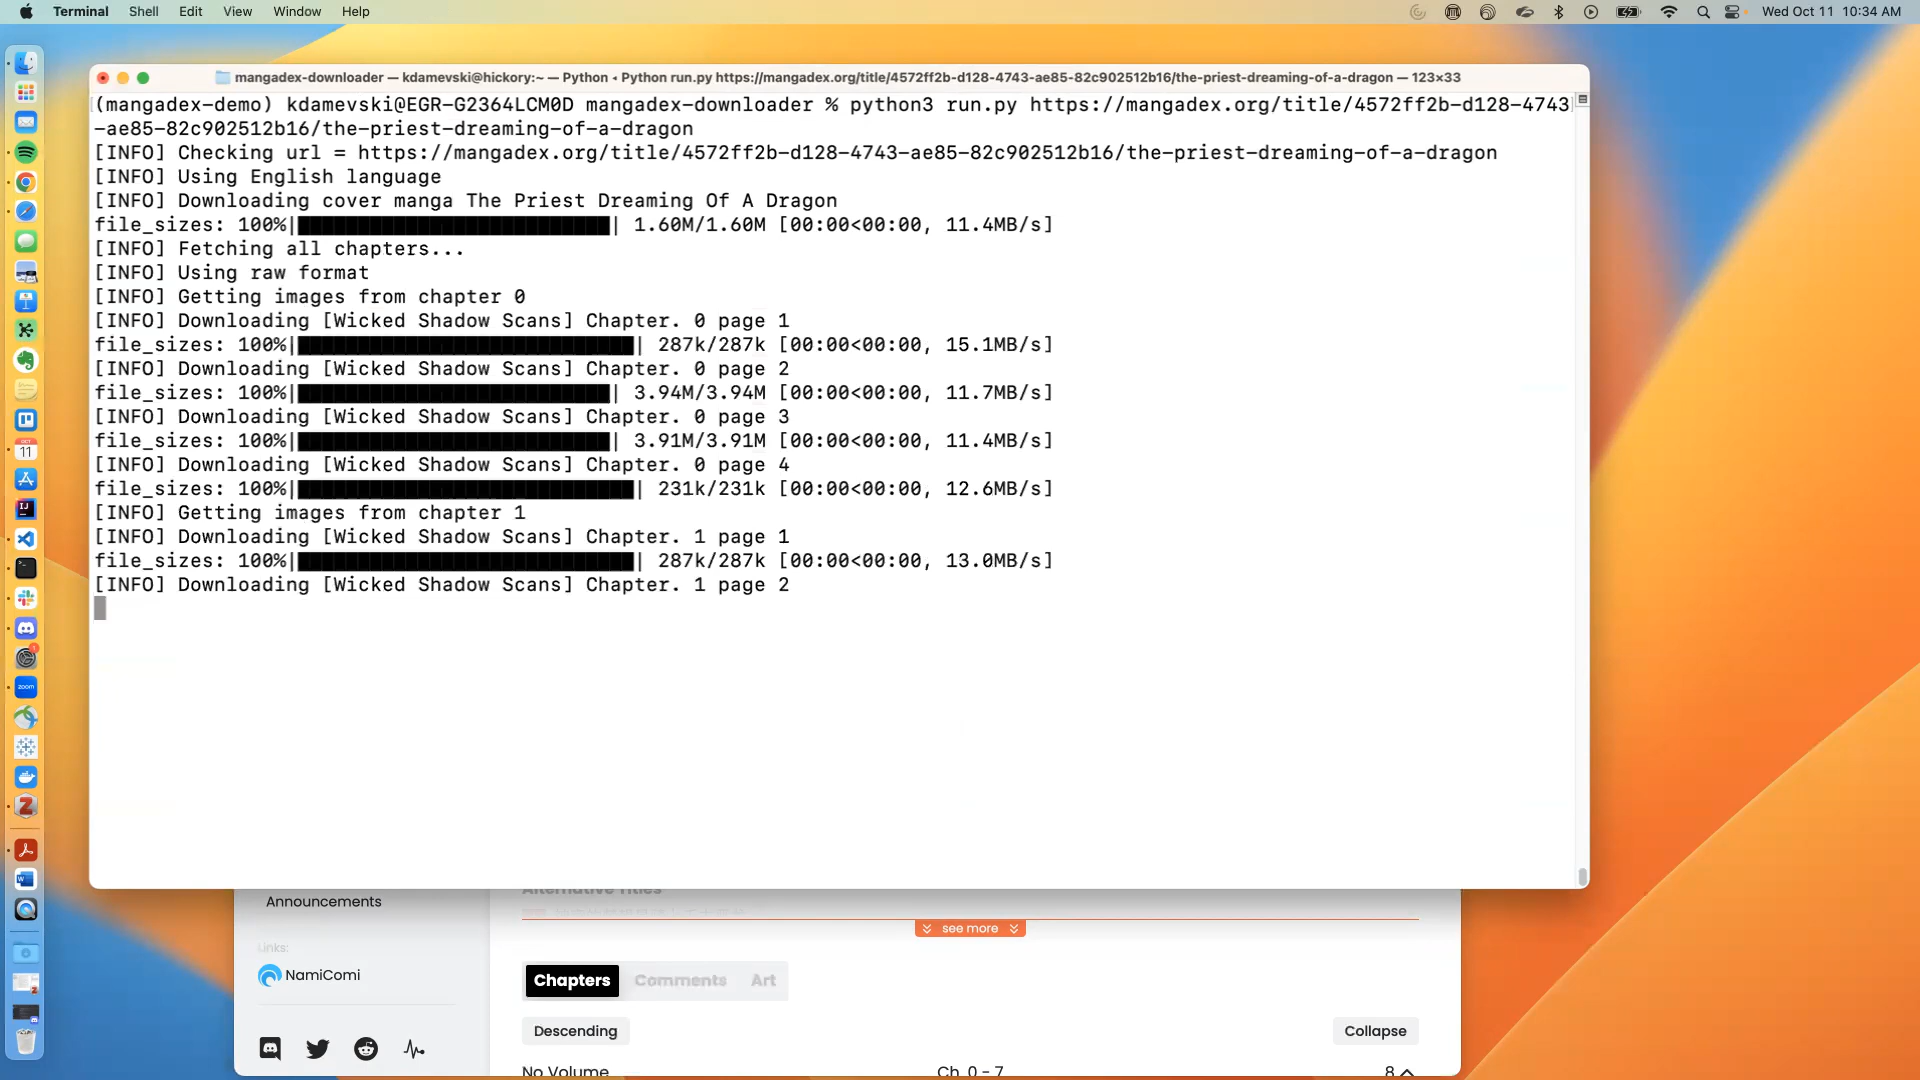 Terminal Shell Edit View Window Help Wed Oct 11 10:34 AM
mangadex-downloader — kdamevski@hickory:~ — Python ◂ Python run.py https://mangadex.org/title/4572ff2b-d128-4743-ae85-82c902512b16/the-priest-dreaming-of-a-dragon — 123×33
(mangadex-demo) kdamevski@EGR-G2364LCM0D mangadex-downloader % python3 run.py https://mangadex.org/title/4572ff2b-d128-4743
-ae85-82c902512b16/the-priest-dreaming-of-a-dragon
[INFO] Checking url = https://mangadex.org/title/4572ff2b-d128-4743-ae85-82c902512b16/the-priest-dreaming-of-a-dragon
[INFO] Using English language
[INFO] Downloading cover manga The Priest Dreaming Of A Dragon
file_sizes: 100%|████████████████████████████| 1.60M/1.60M [00:00<00:00, 11.4MB/s]
[INFO] Fetching all chapters...
[INFO] Using raw format
[INFO] Getting images from chapter 0
[INFO] Downloading [Wicked Shadow Scans] Chapter. 0 page 1
file_sizes: 100%|██████████████████████████████| 287k/287k [00:00<00:00, 15.1MB/s]
[INFO] Downloading [Wicked Shadow Scans] Chapter. 0 page 2
file_sizes: 100%|████████████████████████████| 3.94M/3.94M [00:00<00:00, 11.7MB/s]
[INFO] Downloading [Wicked Shadow Scans] Chapter. 0 page 3
file_sizes: 100%|████████████████████████████| 3.91M/3.91M [00:00<00:00, 11.4MB/s]
[INFO] Downloading [Wicked Shadow Scans] Chapter. 0 page 4
file_sizes: 100%|██████████████████████████████| 231k/231k [00:00<00:00, 12.6MB/s]
[INFO] Getting images from chapter 1
[INFO] Downloading [Wicked Shadow Scans] Chapter. 1 page 1
file_sizes: 100%|██████████████████████████████| 287k/287k [00:00<00:00, 13.0MB/s]
[INFO] Downloading [Wicked Shadow Scans] Chapter. 1 page 2
OCT
11
zoom
Alternative Titles
Announcements
see more
Links:
NamiComi
Chapters Comments Art
Descending Collapse
No Volume Ch. 0 - 7 8